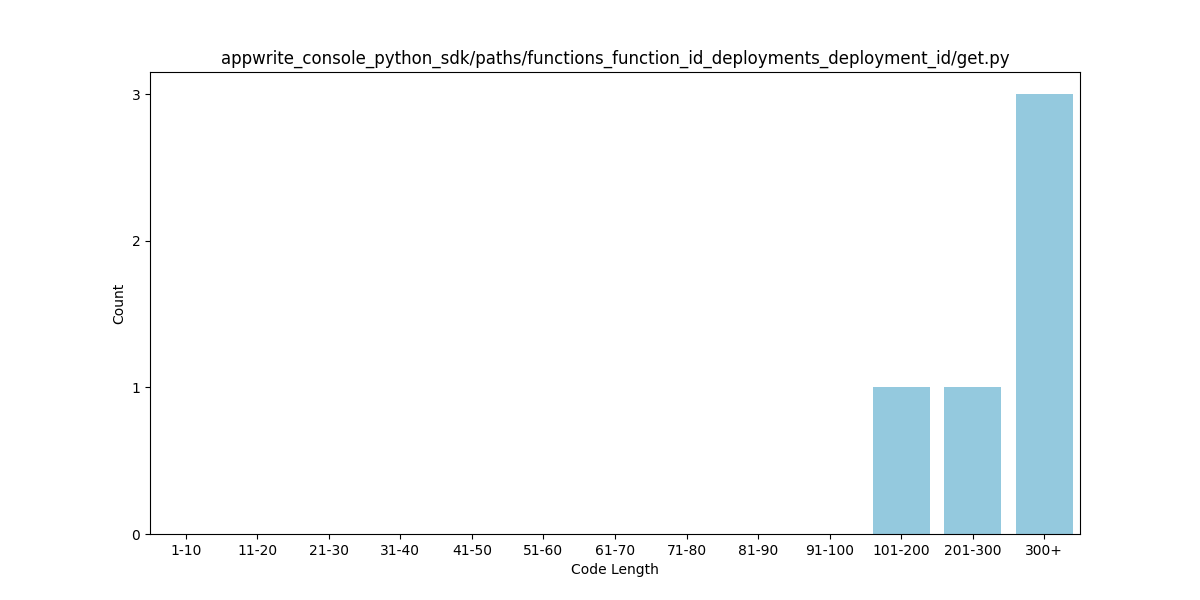 appwrite_console_python_sdk/paths/functions_function_id_deployments_deployment_id/get.py
3
2
1
0
Count
1-10 11-20 21-30 31-40 41-50 51-60 61-70 71-80 81-90 91-100 101-200 201-300 300+
Code Length